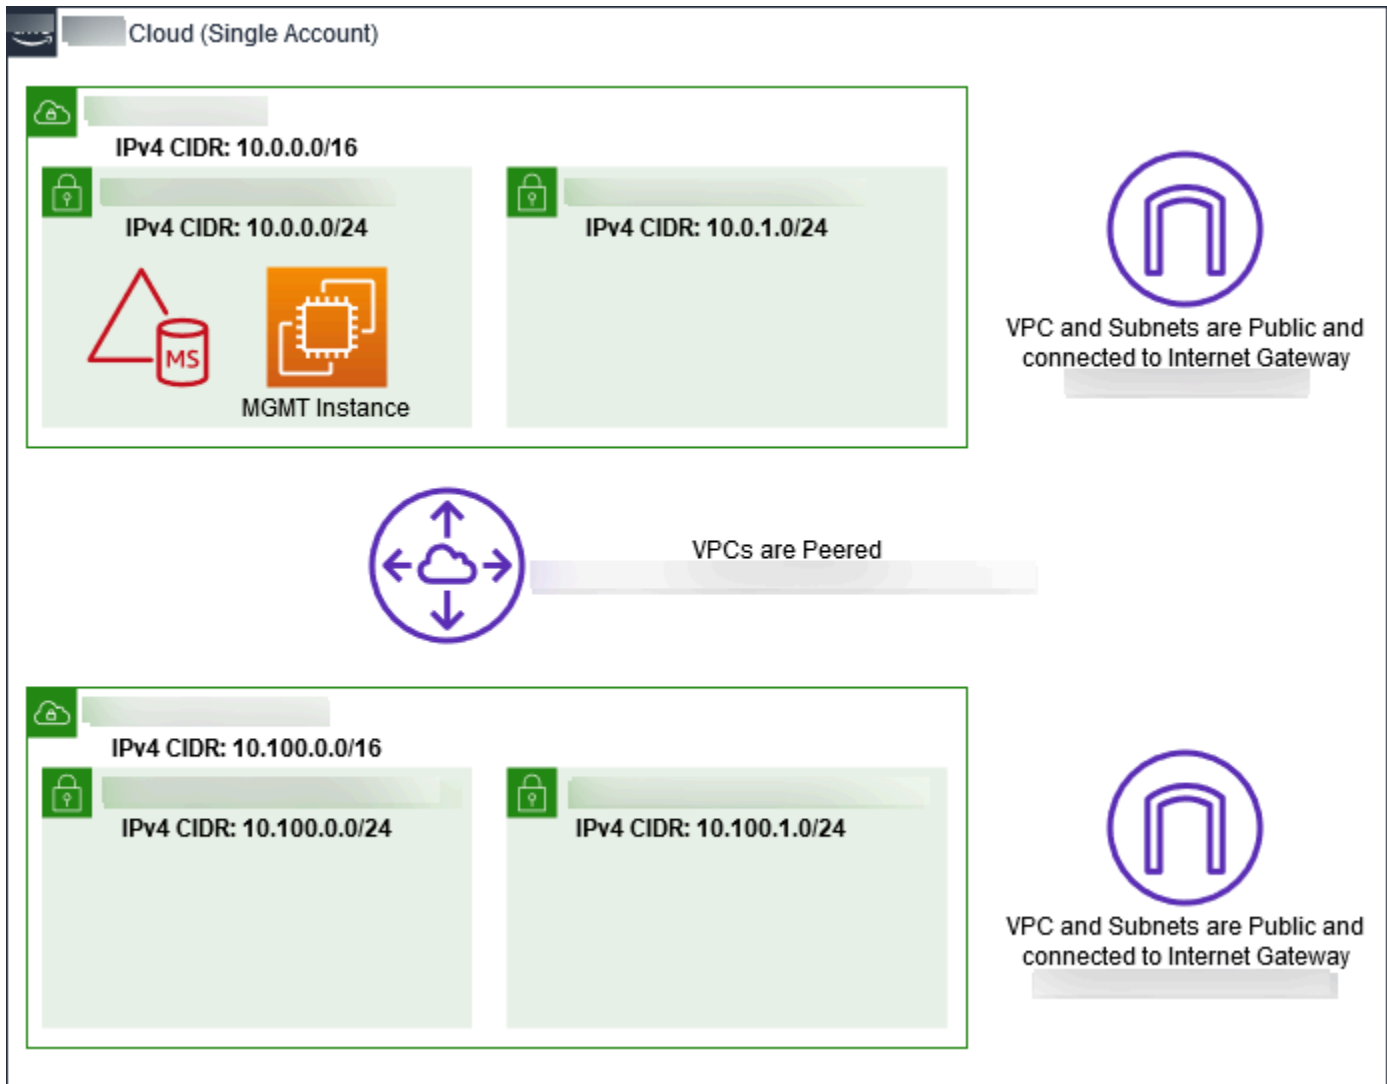 Cloud (Single Account)
IPv4 CIDR: 10.0.0.0/16
IPv4 CIDR: 10.0.0.0/24
IPv4 CIDR: 10.0.1.0/24
MS
MGMT Instance
VPC and Subnets are Public and
connected to Internet Gateway
VPCs are Peered
IPv4 CIDR: 10.100.0.0/16
IPv4 CIDR: 10.100.0.0/24
IPv4 CIDR: 10.100.1.0/24
VPC and Subnets are Public and
connected to Internet Gateway